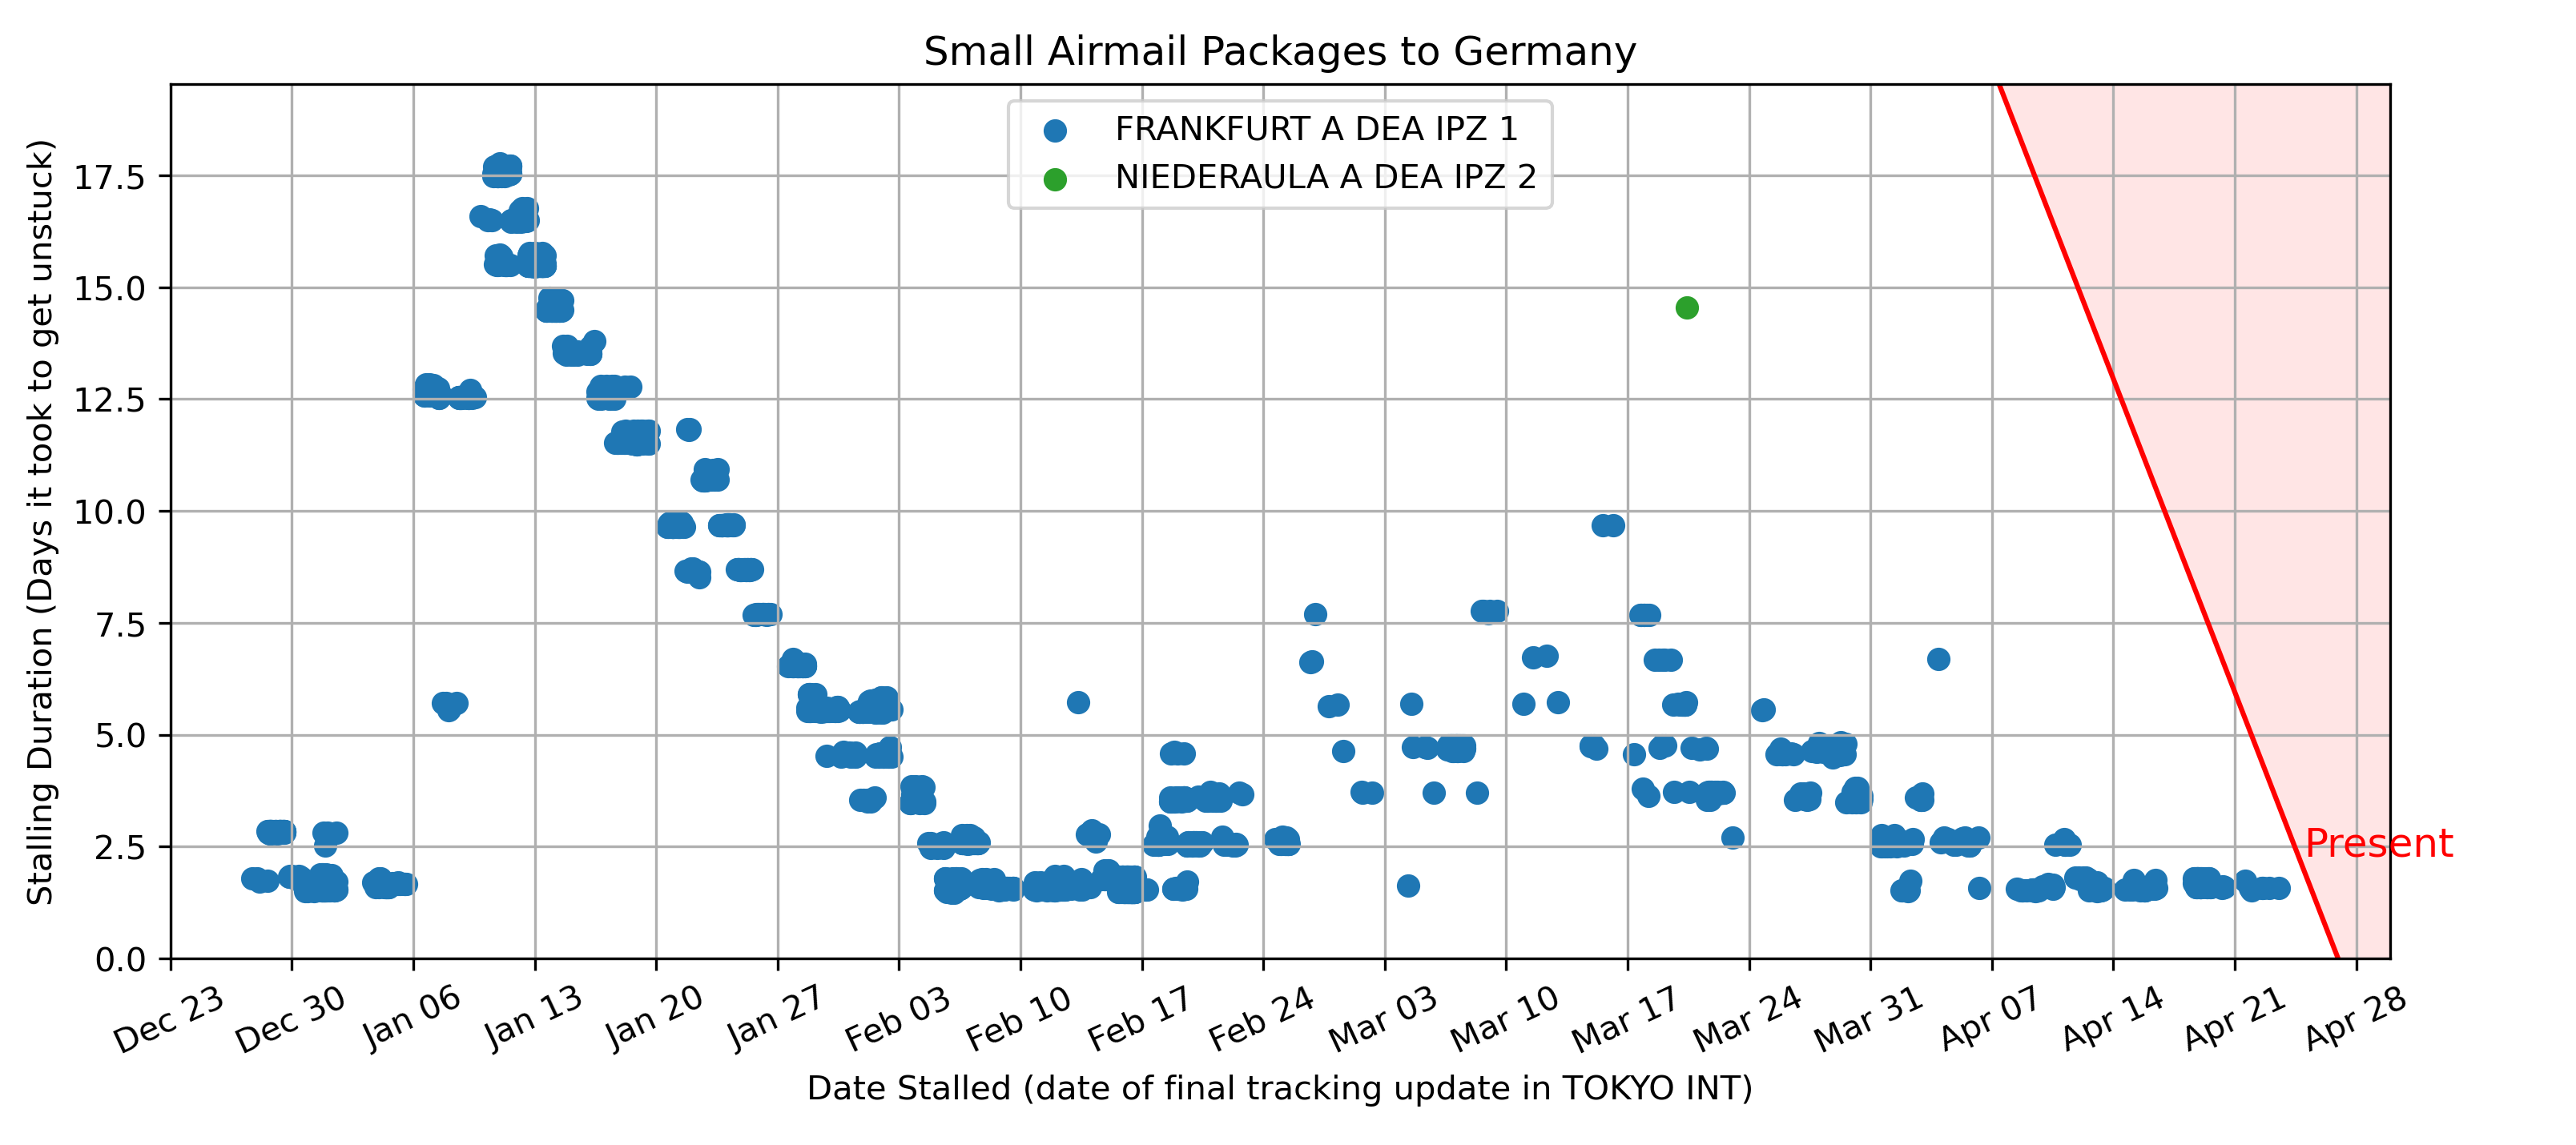 Small Airmail Packages to Germany
FRANKFURT A DEA IPZ 1
NIEDERAULA A DEA IPZ 2
Stalling Duration (Days it took to get unstuck)
17.5
15.0
12.5
10.0
7.5
5.0
2.5
0.0
Present
Dec 23
Dec 30
Jan 06
Jan 13
Jan 20
Jan 27
Feb 03
Feb 10
Feb 17
Feb 24
Mar 03
Mar 10
Mar 17
Mar 24
Mar 31
Apr 07
Apr 14
Apr 21
Apr 28
Date Stalled (date of final tracking update in TOKYO INT)